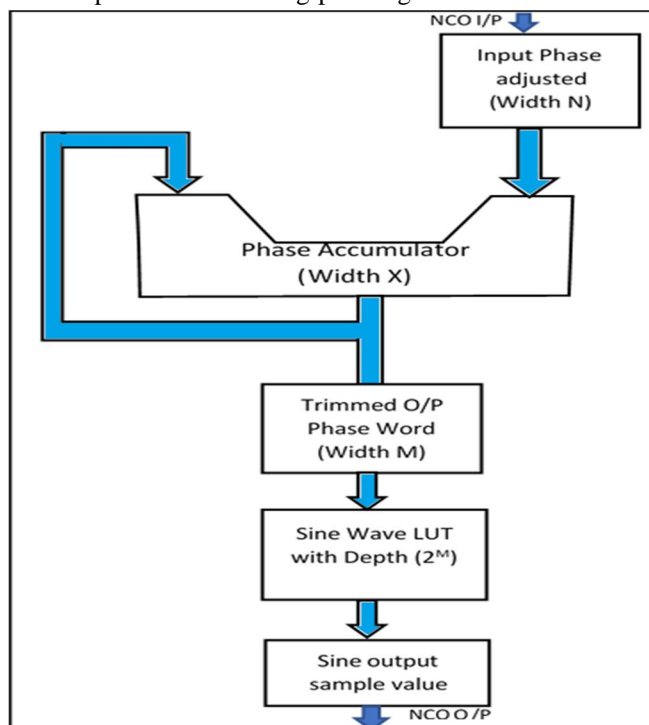 NCO I/P
Input Phase
adjusted
(Width N)
Phase Accumulator
(Width X)
Trimmed O/P
Phase Word
(Width M)
Sine Wave LUT
with Depth (2ᴹ)
Sine output
sample value
NCO O/P